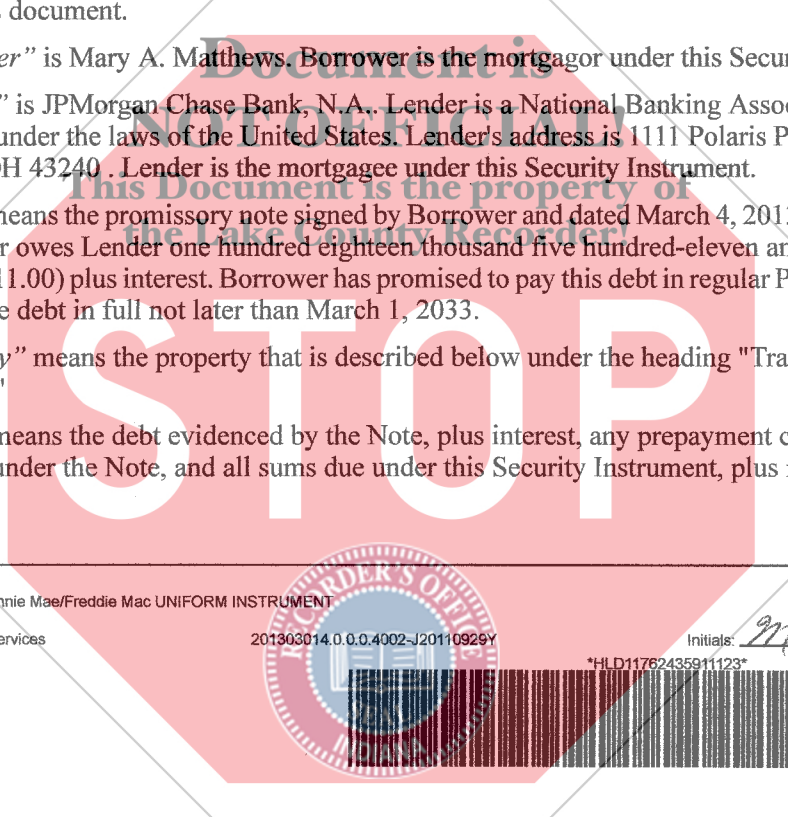 s document.
er" is Mary A. Matthews. Borrower is the mortgagor under this Secur
Document is
" is JPMorgan Chase Bank, N.A.. Lender is a National Banking Assoc
NOT OFFICIAL!
under the laws of the United States. Lender's address is 1111 Polaris P
OH 43240 . Lender is the mortgagee under this Security Instrument.
This Document is the property of
neans the promissory note signed by Borrower and dated March 4, 201
the Lake County Recorder!
r owes Lender one hundred eighteen thousand five hundred-eleven an
11.00) plus interest. Borrower has promised to pay this debt in regular P
e debt in full not later than March 1, 2033.
y" means the property that is described below under the heading "Tra
"
means the debt evidenced by the Note, plus interest, any prepayment c
under the Note, and all sums due under this Security Instrument, plus
STOP
nnie Mae/Freddie Mac UNIFORM INSTRUMENT
ervices
201303014.0.0.0.4002-J20110929Y
Initials:
*HLD11762435911123*
RECORDER'S OFFICE
SEAL
INDIANA